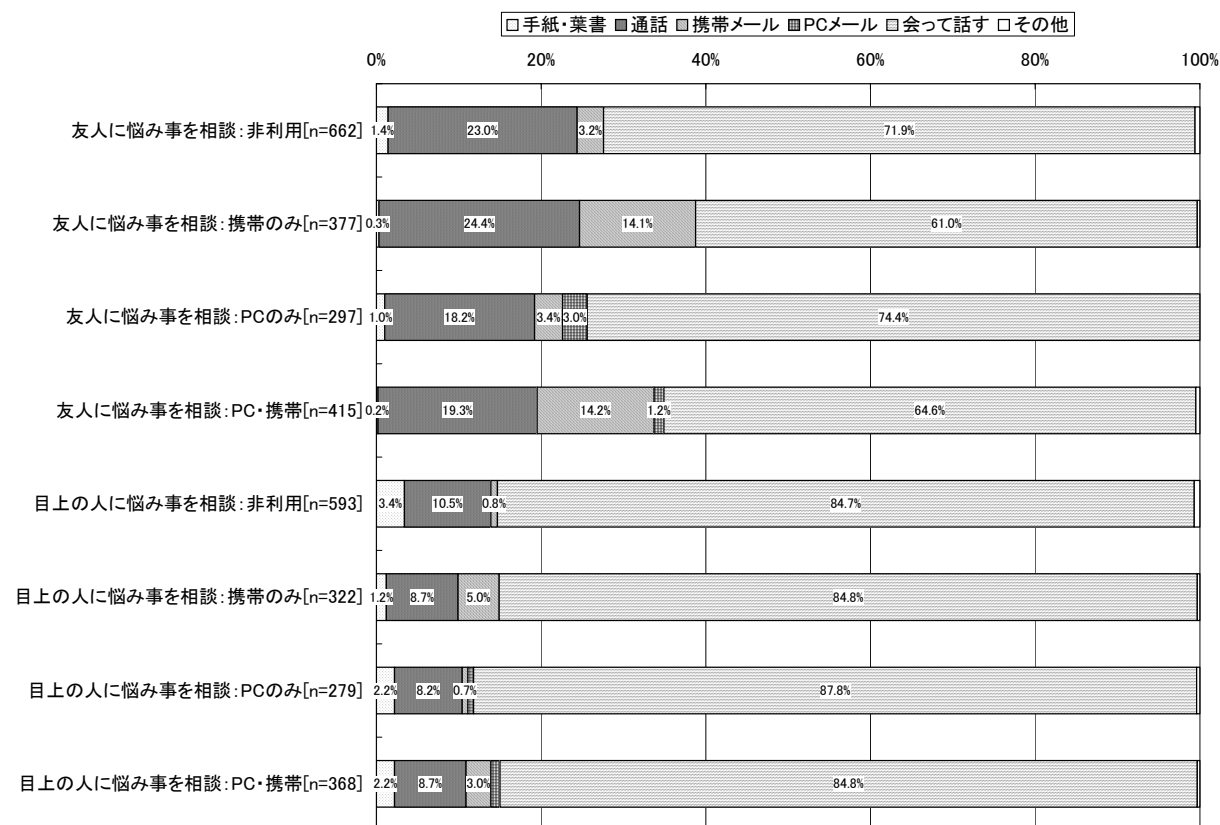 手紙・葉書 通話 携帯メール PCメール 会って話す その他
0% 20% 40% 60% 80% 100%
友人に悩み事を相談:非利用[n=662] 1.4% 23.0% 3.2% 71.9%
友人に悩み事を相談:携帯のみ[n=377] 0.3% 24.4% 14.1% 61.0%
友人に悩み事を相談:PCのみ[n=297] 1.0% 18.2% 3.4% 3.0% 74.4%
友人に悩み事を相談:PC・携帯[n=415] 0.2% 19.3% 14.2% 1.2% 64.6%
目上の人に悩み事を相談:非利用[n=593] 3.4% 10.5% 0.8% 84.7%
目上の人に悩み事を相談:携帯のみ[n=322] 1.2% 8.7% 5.0% 84.8%
目上の人に悩み事を相談:PCのみ[n=279] 2.2% 8.2% 0.7% 87.8%
目上の人に悩み事を相談:PC・携帯[n=368] 2.2% 8.7% 3.0% 84.8%